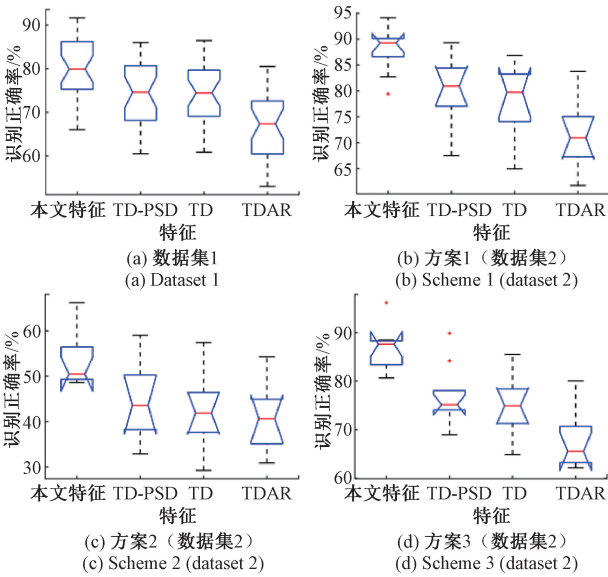 识别正确率/%
90
80
70
60
本文特征 TD-PSD TD TDAR
特征
(a) 数据集1
(a) Dataset 1
识别正确率/%
95
90
85
80
75
70
65
本文特征 TD-PSD TD TDAR
特征
(b) 方案1（数据集2）
(b) Scheme 1 (dataset 2)
识别正确率/%
60
50
40
30
本文特征 TD-PSD TD TDAR
特征
(c) 方案2（数据集2）
(c) Scheme 2 (dataset 2)
识别正确率/%
90
80
70
60
本文特征 TD-PSD TD TDAR
特征
(d) 方案3（数据集2）
(d) Scheme 3 (dataset 2)